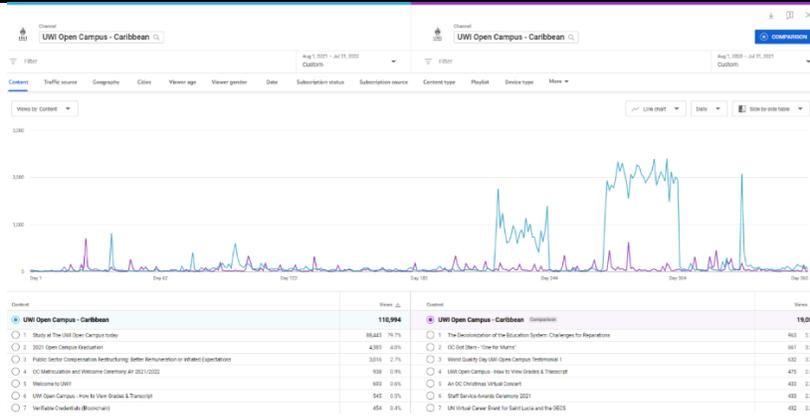 Channel
UWI Open Campus - Caribbean
Channel
UWI Open Campus - Caribbean
COMPARISON
Filter
Aug 1, 2021 – Jul 31, 2022
Custom
Filter
Aug 1, 2020 – Jul 31, 2021
Custom
Content Traffic source Geography Cities Viewer age Viewer gender Date Subscription status Subscription source Content type Playlist Device type More
Views by: Content
Line chart
Daily
Side-by-side table
3,000
2,000
1,000
0
Day 1 Day 62 Day 122 Day 183 Day 244 Day 304 Day 365
Content Views
UWI Open Campus - Caribbean 110,994
1 Study at The UWI Open Campus today 79.7%
2 2021 Open Campus Graduation 4.0%
3 Public Sector Compensation Restructuring: Better Remuneration or Inflated Expectations 2.7%
4 OC Matriculation and Welcome Ceremony AY 2021/2022 0.9%
5 Welcome to UWI! 603 0.6%
6 UWI Open Campus - How to View Grades & Transcript 545 0.5%
7 Verifiable Credentials (Blockchain) 454 0.4%
Content Views
UWI Open Campus - Caribbean Comparison
1 The Decolonization of the Education System: Challenges for Reparations 963
2 OC Got Starrs - "One for Mums" 661
3 World Quality Day UWI Open Campus Testimonial 1 632
4 UWI Open Campus - How to View Grades & Transcript 475
5 An OC Christmas Virtual Concert 433
6 Staff Service Awards Ceremony 2021 433
7 UN Virtual Career Event for Saint Lucia and the OECS